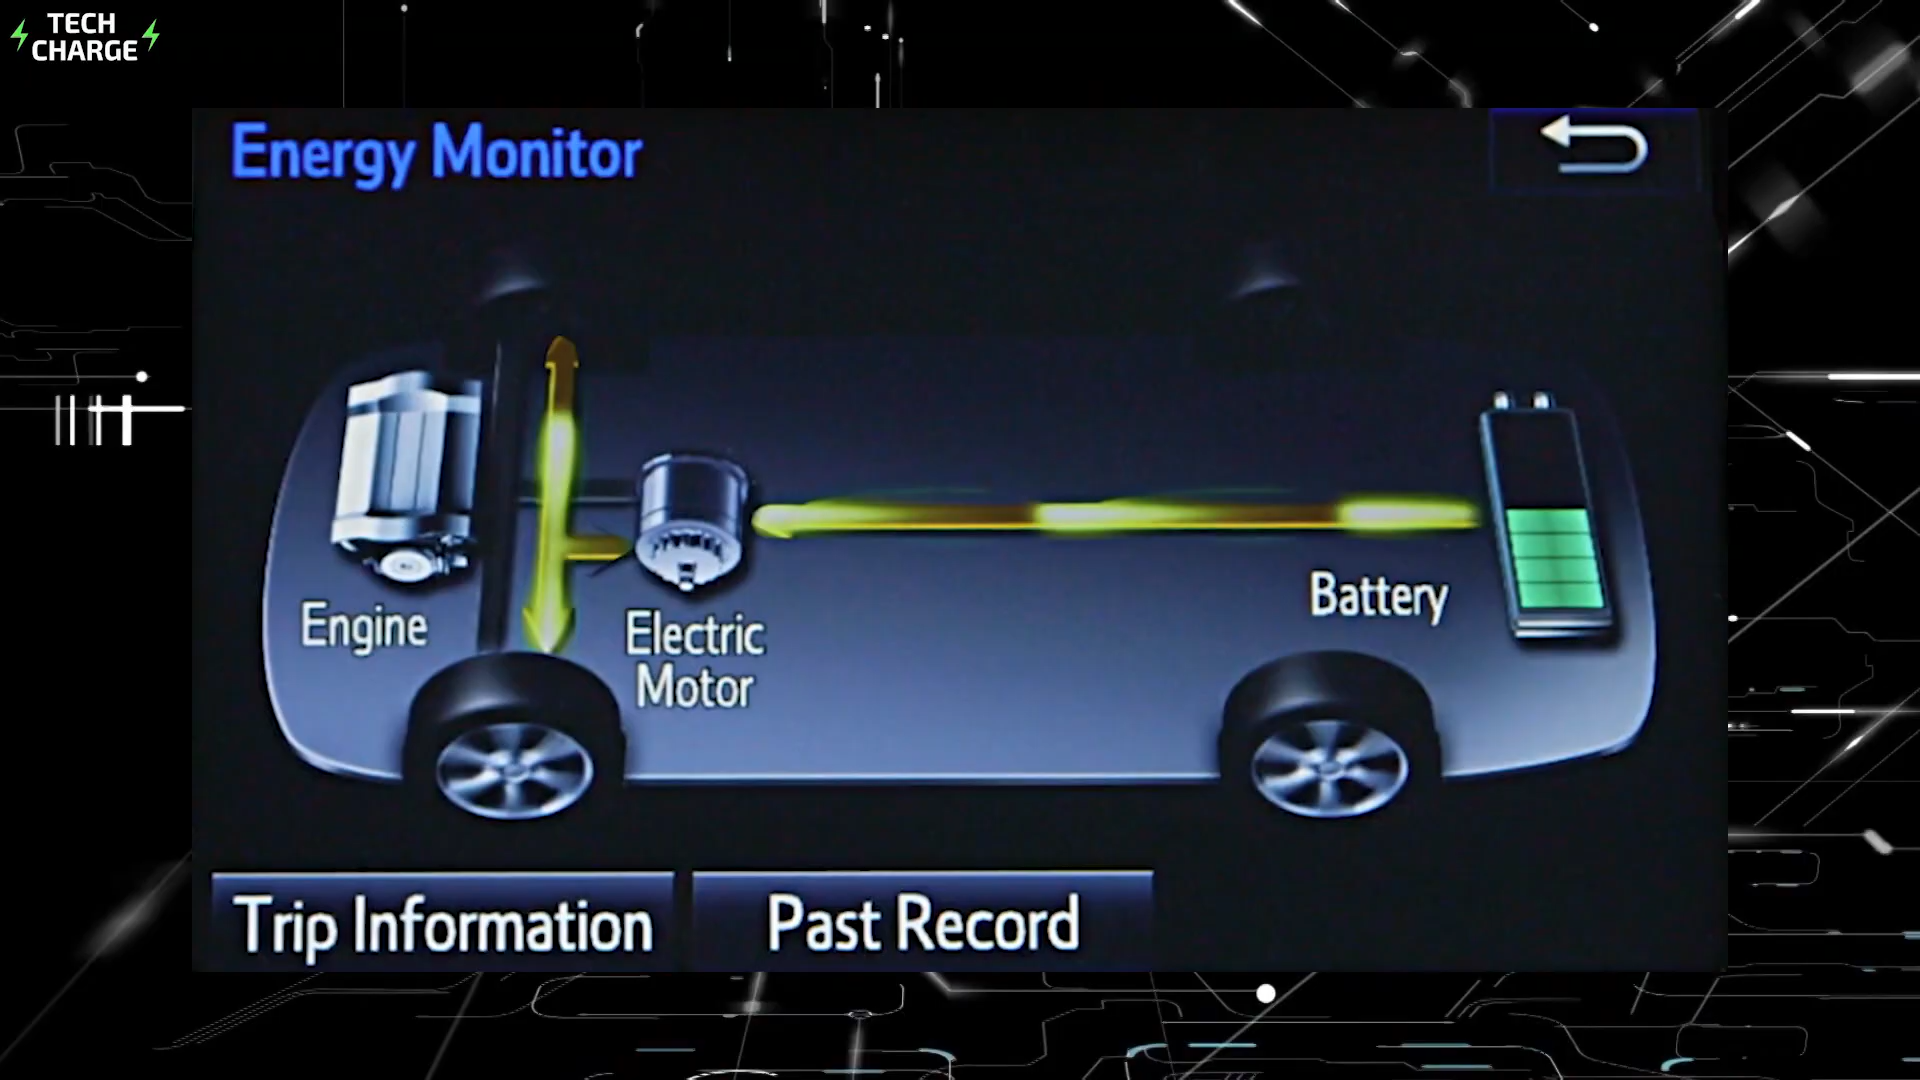 TECH
CHARGE
Energy Monitor
Engine
Electric
Motor
Battery
Trip Information
Past Record